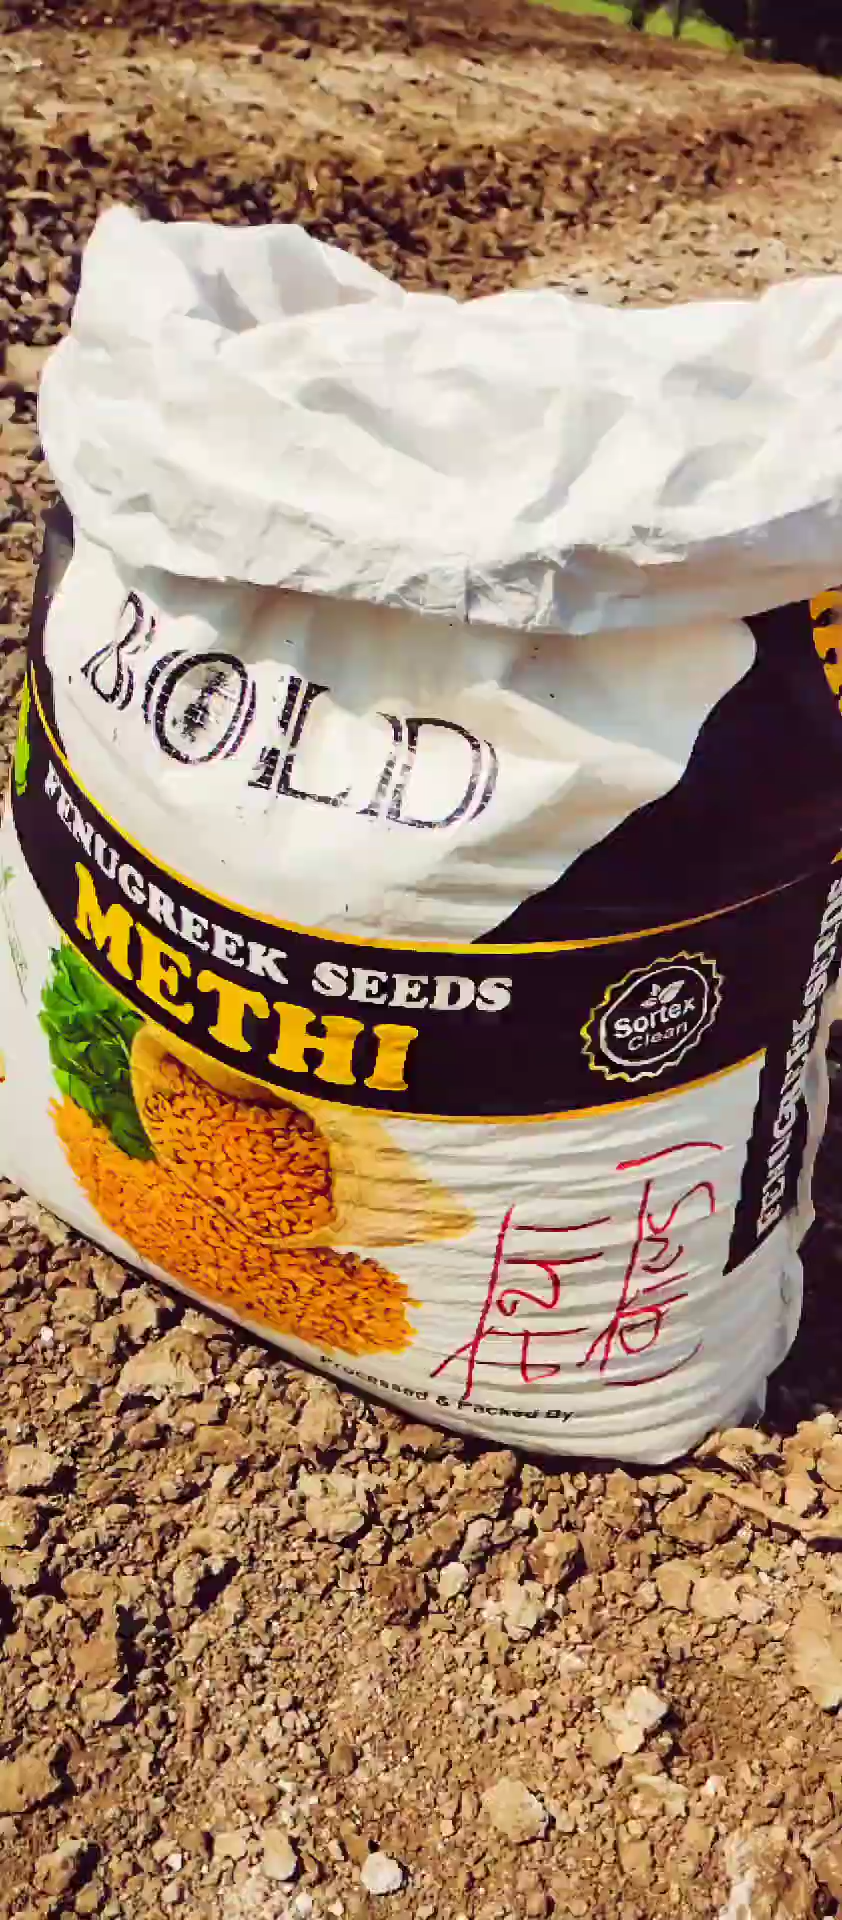 BOLD
FENUGREEK SEEDS
METHI
Sortex
Clean
FENUGREEK SEEDS
Processed & Packed By